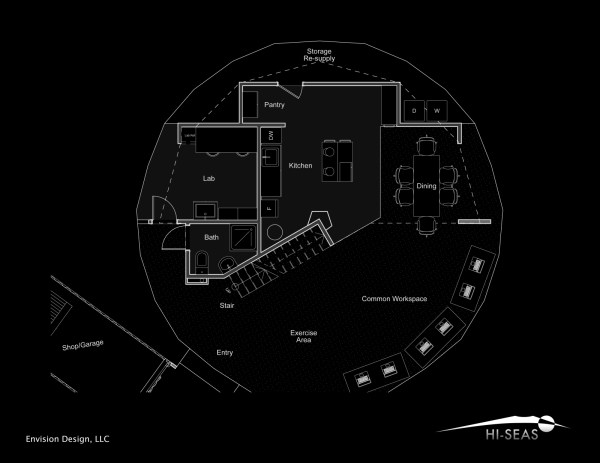 Storage
Re-supply
Pantry
D
W
DW
Kitchen
Lab
Dining
F
Bath
Stair
Common Workspace
Exercise
Area
Shop/Garage
Entry
Envision Design, LLC
HI-SEAS